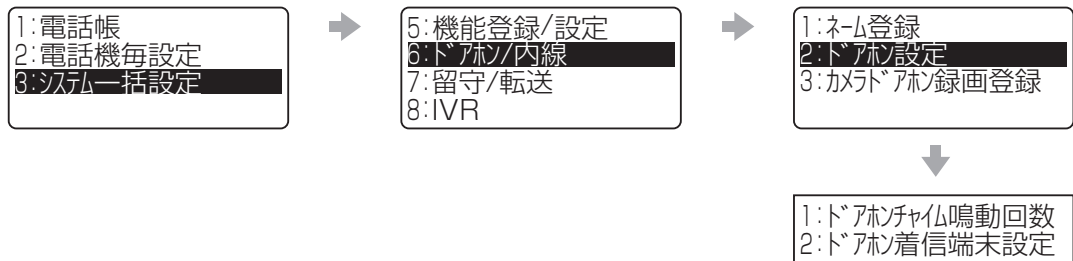 1:電話帳
2:電話機毎設定
3:ｼｽﾃﾑ一括設定
5:機能登録/設定
6:ﾄﾞｱﾎﾝ/内線
7:留守/転送
8:IVR
1:ﾈｰﾑ登録
2:ﾄﾞｱﾎﾝ設定
3:ｶﾒﾗﾄﾞｱﾎﾝ録画登録
1:ﾄﾞｱﾎﾝﾁｬｲﾑ鳴動回数
2:ﾄﾞｱﾎﾝ着信端末設定